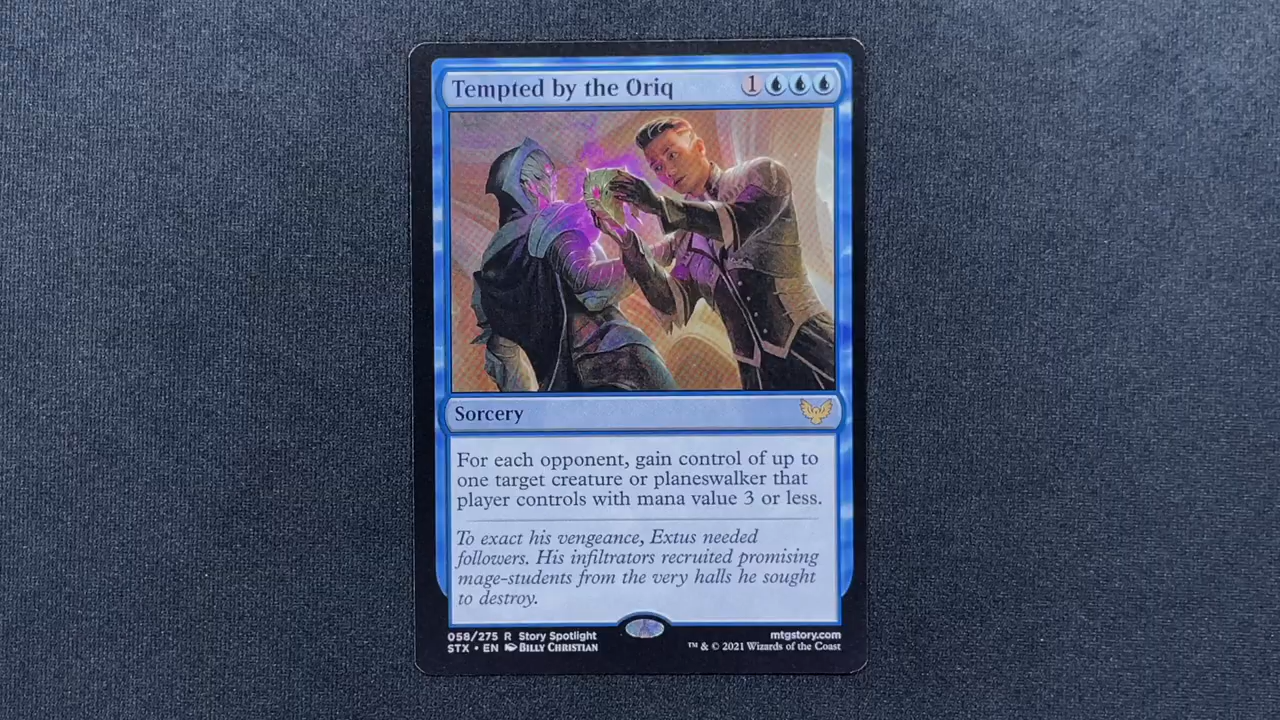 Tempted by the Oriq 1
Sorcery
For each opponent, gain control of up to
one target creature or planeswalker that
player controls with mana value 3 or less.
To exact his vengeance, Extus needed
followers. His infiltrators recruited promising
mage-students from the very halls he sought
to destroy.
058/275 R Story Spotlight
STX • EN Billy Christian
mtgstory.com
™ & © 2021 Wizards of the Coast